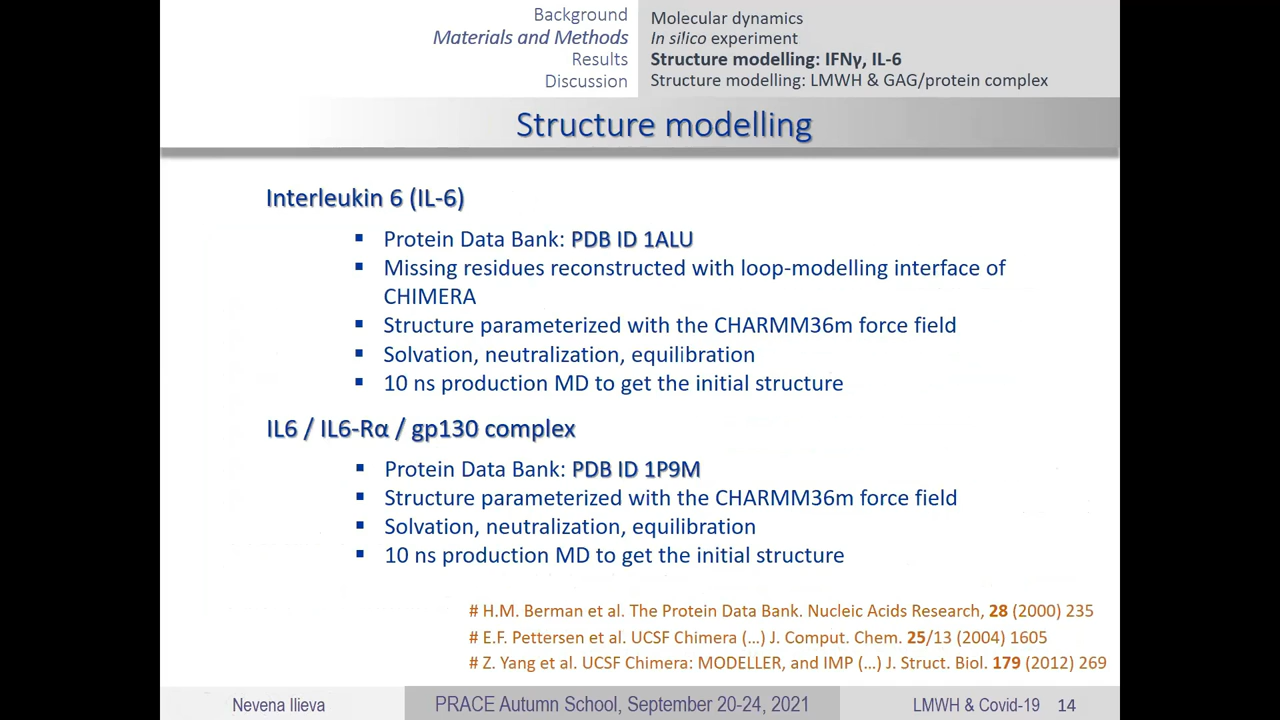 Background
Materials and Methods
Results
Discussion
Molecular dynamics
In silico experiment
Structure modelling: IFNγ, IL-6
Structure modelling: LMWH & GAG/protein complex
Structure modelling
Interleukin 6 (IL-6)
▪ Protein Data Bank: PDB ID 1ALU
▪ Missing residues reconstructed with loop-modelling interface of
CHIMERA
▪ Structure parameterized with the CHARMM36m force field
▪ Solvation, neutralization, equilibration
▪ 10 ns production MD to get the initial structure
IL6 / IL6-Rα / gp130 complex
▪ Protein Data Bank: PDB ID 1P9M
▪ Structure parameterized with the CHARMM36m force field
▪ Solvation, neutralization, equilibration
▪ 10 ns production MD to get the initial structure
# H.M. Berman et al. The Protein Data Bank. Nucleic Acids Research, 28 (2000) 235
# E.F. Pettersen et al. UCSF Chimera (...) J. Comput. Chem. 25/13 (2004) 1605
# Z. Yang et al. UCSF Chimera: MODELLER, and IMP (...) J. Struct. Biol. 179 (2012) 269
Nevena Ilieva
PRACE Autumn School, September 20-24, 2021
LMWH & Covid-19 14